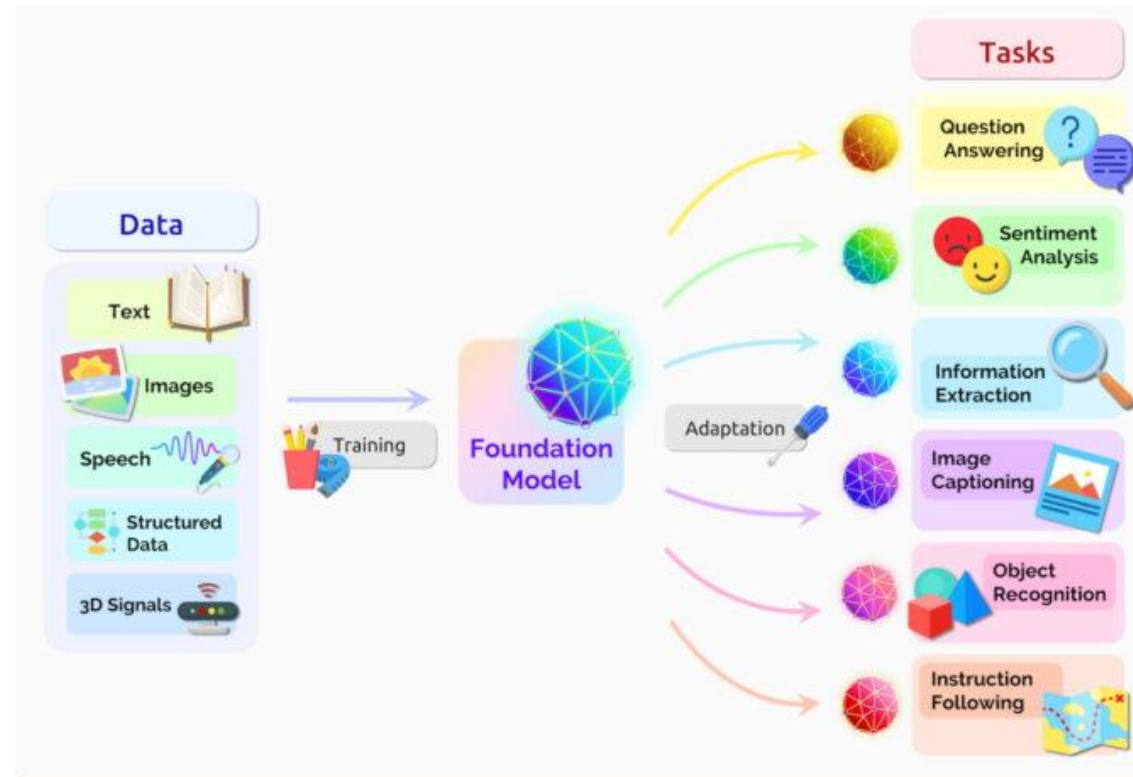 Data
Text
Images
Speech
Structured
Data
3D Signals
Training
Foundation
Model
Adaptation
Tasks
Question
Answering
Sentiment
Analysis
Information
Extraction
Image
Captioning
Object
Recognition
Instruction
Following